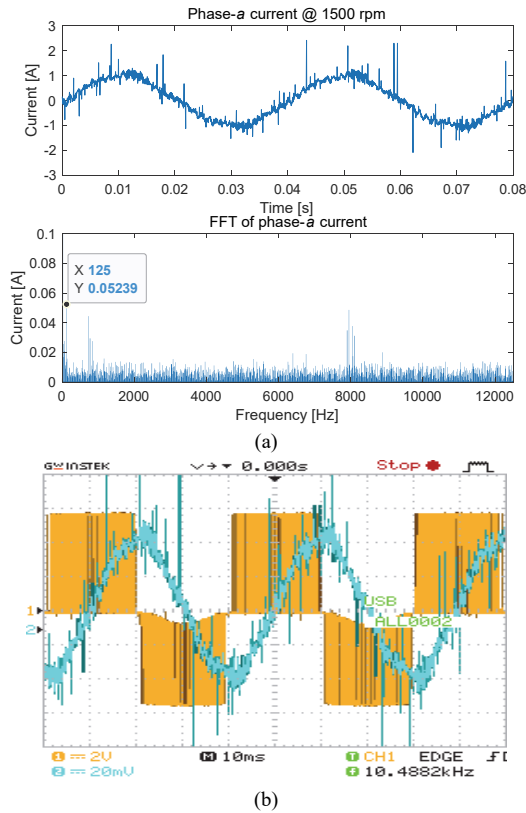 Phase-a current @ 1500 rpm
3
2
1
0
-1
-2
-3
Current [A]
0 0.01 0.02 0.03 0.04 0.05 0.06 0.07 0.08
Time [s]
FFT of phase-a current
0.1
0.08
0.06
0.04
0.02
0
Current [A]
X 125
Y 0.05239
0 2000 4000 6000 8000 10000 12000
Frequency [Hz]
(a)
GWINSTEK 0.000s Stop
1
2
USB
ALL0002
1 2V M 10ms T CH1 EDGE
2 20mV f 10.4882kHz
(b)